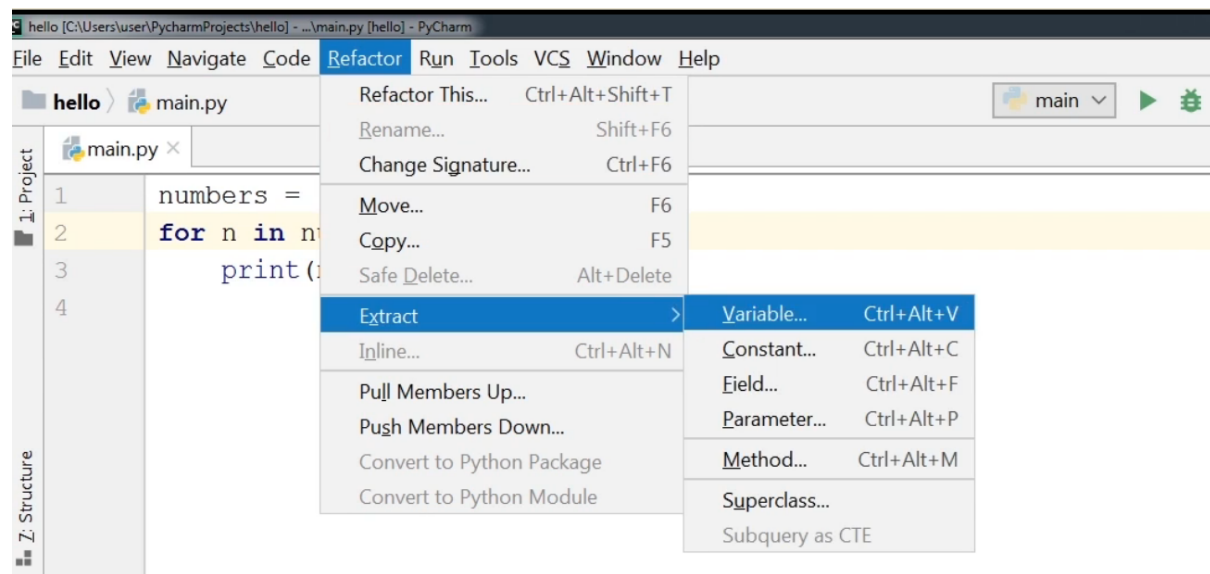 hello [C:\Users\user\PycharmProjects\hello] - ...\main.py [hello] - PyCharm
File Edit View Navigate Code Refactor Run Tools VCS Window Help
hello main.py
main
main.py
1: Project
Z: Structure
1 numbers =
2 for n in
3 print(
4
Refactor This... Ctrl+Alt+Shift+T
Rename... Shift+F6
Change Signature... Ctrl+F6
Move... F6
Copy... F5
Safe Delete... Alt+Delete
Extract
Inline... Ctrl+Alt+N
Pull Members Up...
Push Members Down...
Convert to Python Package
Convert to Python Module
Variable... Ctrl+Alt+V
Constant... Ctrl+Alt+C
Field... Ctrl+Alt+F
Parameter... Ctrl+Alt+P
Method... Ctrl+Alt+M
Superclass...
Subquery as CTE